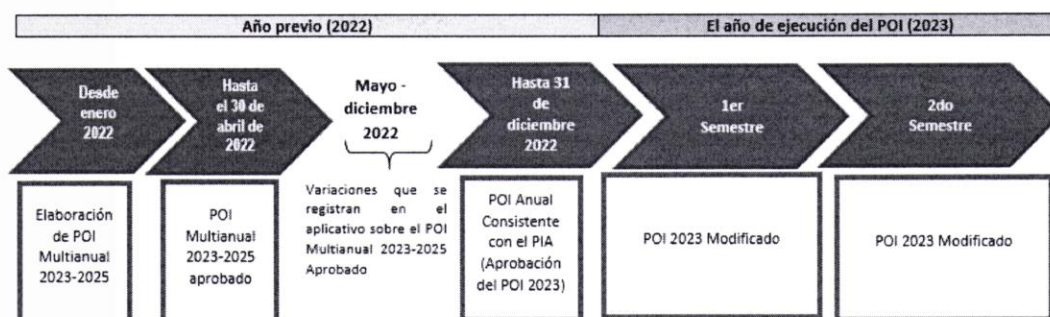 Año previo (2022)
El año de ejecución del POI (2023)
Desde
enero
2022
Hasta
el 30 de
abril de
2022
Mayo -
diciembre
2022
Hasta 31
de
diciembre
2022
1er
Semestre
2do
Semestre
Elaboración
de POI
Multianual
2023-2025
POI
Multianual
2023-2025
aprobado
Variaciones que se
registran en el
aplicativo sobre el POI
Multianual 2023-2025
Aprobado
POI Anual
Consistente
con el PIA
(Aprobación
del POI 2023)
POI 2023 Modificado
POI 2023 Modificado